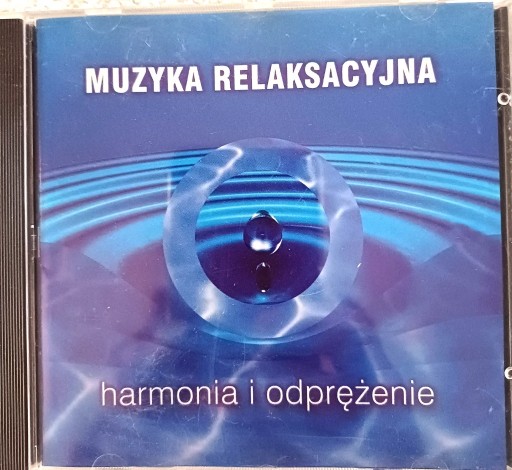 MUZYKA RELAKSACYJNA
harmonia i odprężenie